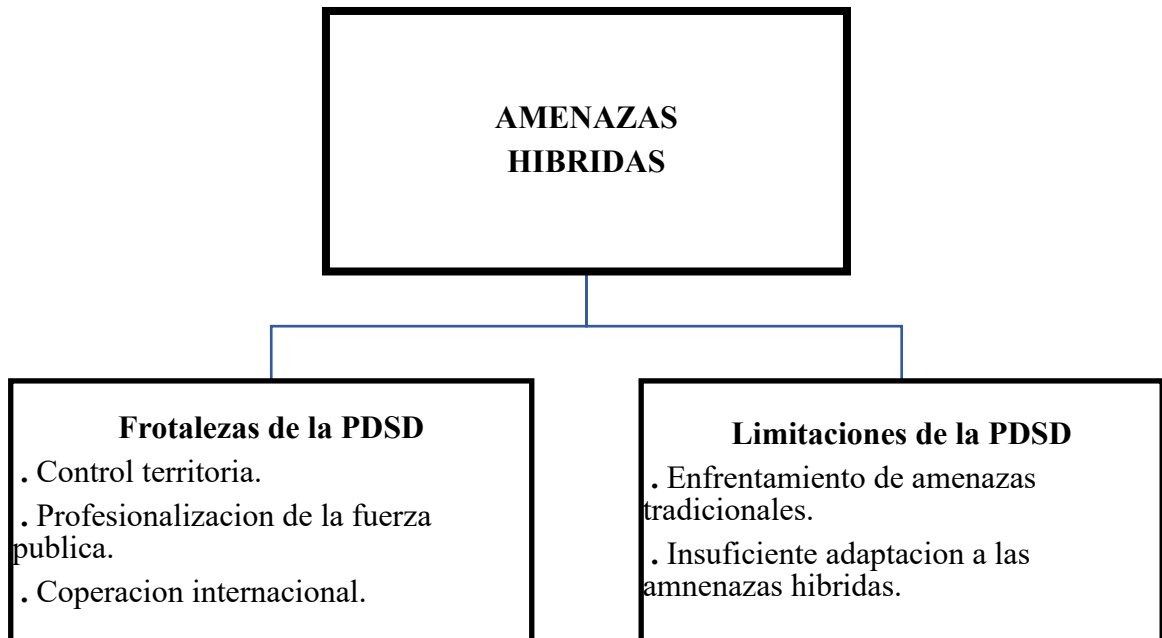 AMENAZAS
HIBRIDAS
Frotalezas de la PDSD
. Control territoria.
. Profesionalizacion de la fuerza
publica.
. Coperacion internacional.
Limitaciones de la PDSD
. Enfrentamiento de amenazas
tradicionales.
. Insuficiente adaptacion a las
amnenazas hibridas.